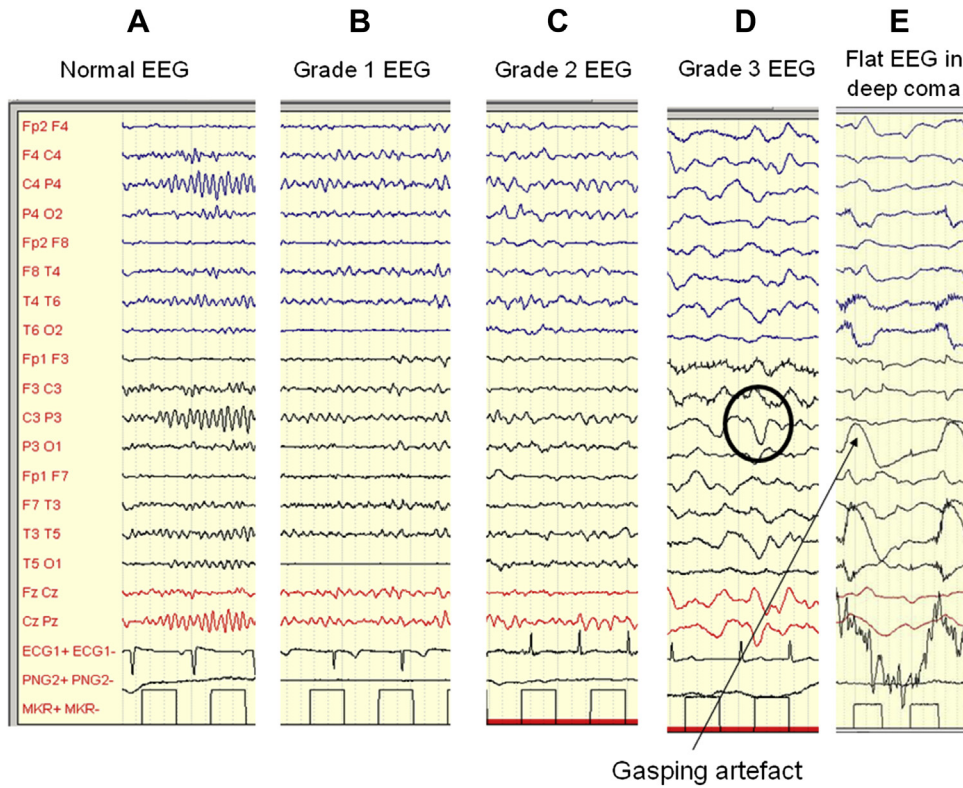 A B C D E
Normal EEG Grade 1 EEG Grade 2 EEG Grade 3 EEG Flat EEG in
deep coma
Fp2 F4
F4 C4
C4 P4
P4 O2
Fp2 F8
F8 T4
T4 T6
T6 O2
Fp1 F3
F3 C3
C3 P3
P3 O1
Fp1 F7
F7 T3
T3 T5
T5 O1
Fz Cz
Cz Pz
ECG1+ ECG1-
PNG2+ PNG2-
MKR+ MKR-
Gasping artefact